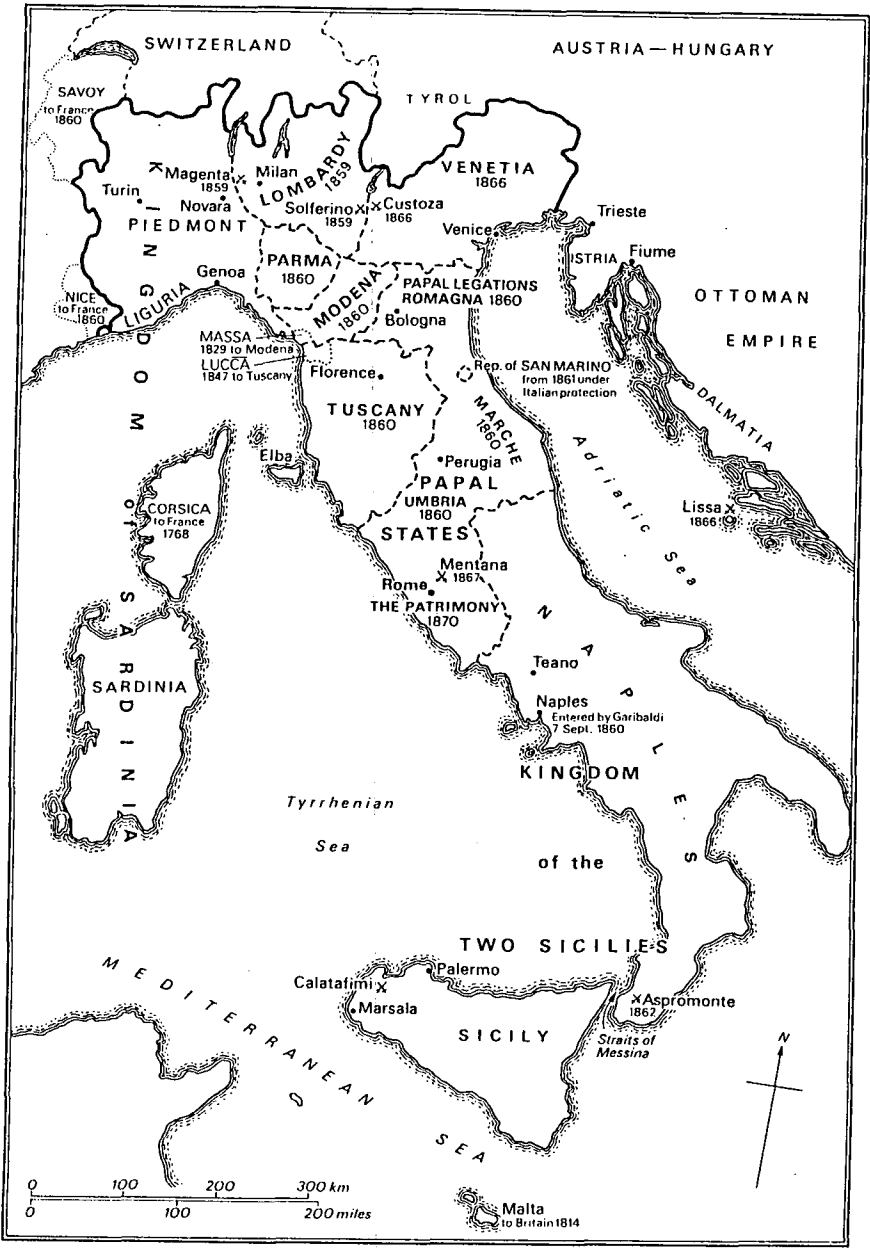 SWITZERLAND
AUSTRIA—HUNGARY
SAVOY
to France
1860
TYROL
KINGDOM of SARDINIA
Magenta
1859
Milan
LOMBARDY
1859
VENETIA
1866
Turin
Novara
Solferino
1859
Custoza
1866
PIEDMONT
Venice
Trieste
ISTRIA
Fiume
PARMA
1860
Genoa
MODENA
1860
PAPAL LEGATIONS
ROMAGNA 1860
Bologna
OTTOMAN
EMPIRE
NICE
to France
1860
LIGURIA
MASSA
1829 to Modena
LUCCA
1847 to Tuscany
Florence
Rep. of SAN MARINO
from 1861 under
Italian protection
TUSCANY
1860
MARCHE
1860
DALMATIA
Adriatic Sea
Elba
Perugia
PAPAL
UMBRIA
1860
STATES
CORSICA
to France
1768
Lissa
1866
Mentana
1867
Rome
THE PATRIMONY
1870
NAPLES
Teano
SARDINIA
Naples
Entered by Garibaldi
7 Sept. 1860
KINGDOM
Tyrrhenian
Sea
of the
TWO SICILIES
MEDITERRANEAN SEA
Palermo
Calatafimi
Marsala
Aspromonte
1862
SICILY
Straits of
Messina
N
0 100 200 300 km
0 100 200 miles
Malta
to Britain 1814